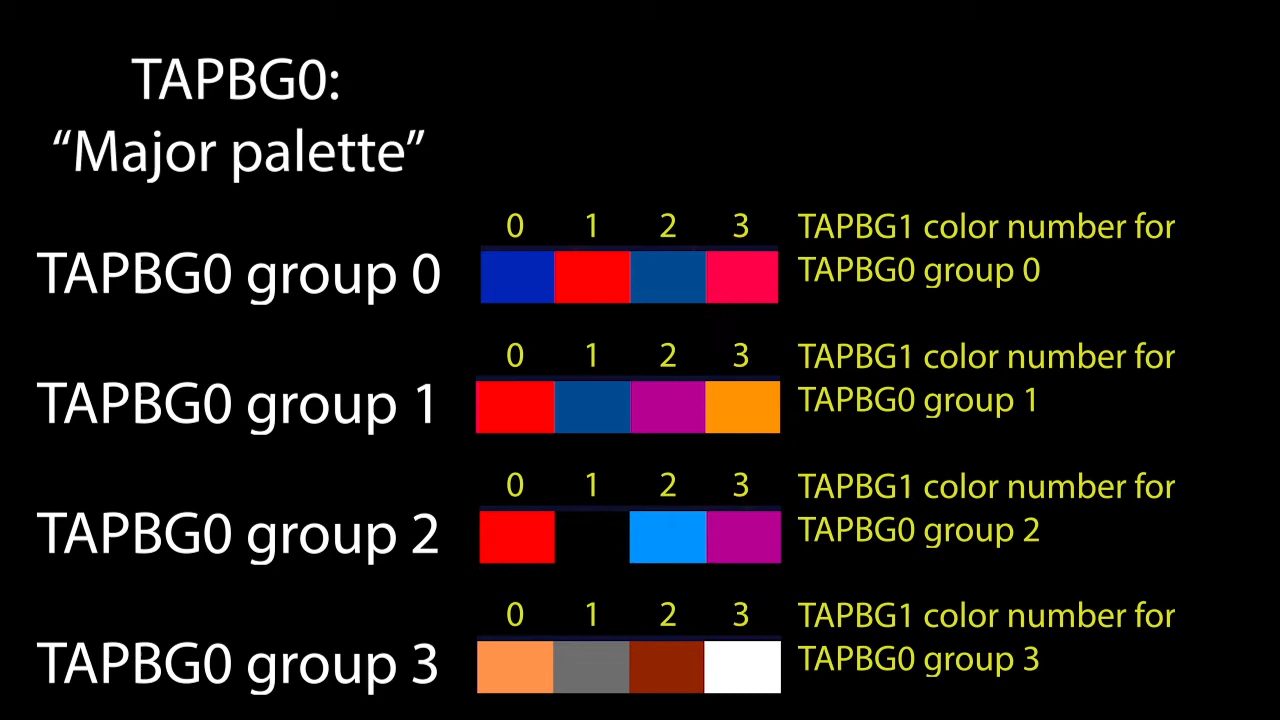 TAPBG0:
“Major palette”
0 1 2 3
TAPBG1 color number for
TAPBG0 group 0
TAPBG0 group 0
0 1 2 3
TAPBG1 color number for
TAPBG0 group 1
TAPBG0 group 1
0 1 2 3
TAPBG1 color number for
TAPBG0 group 2
TAPBG0 group 2
0 1 2 3
TAPBG1 color number for
TAPBG0 group 3
TAPBG0 group 3